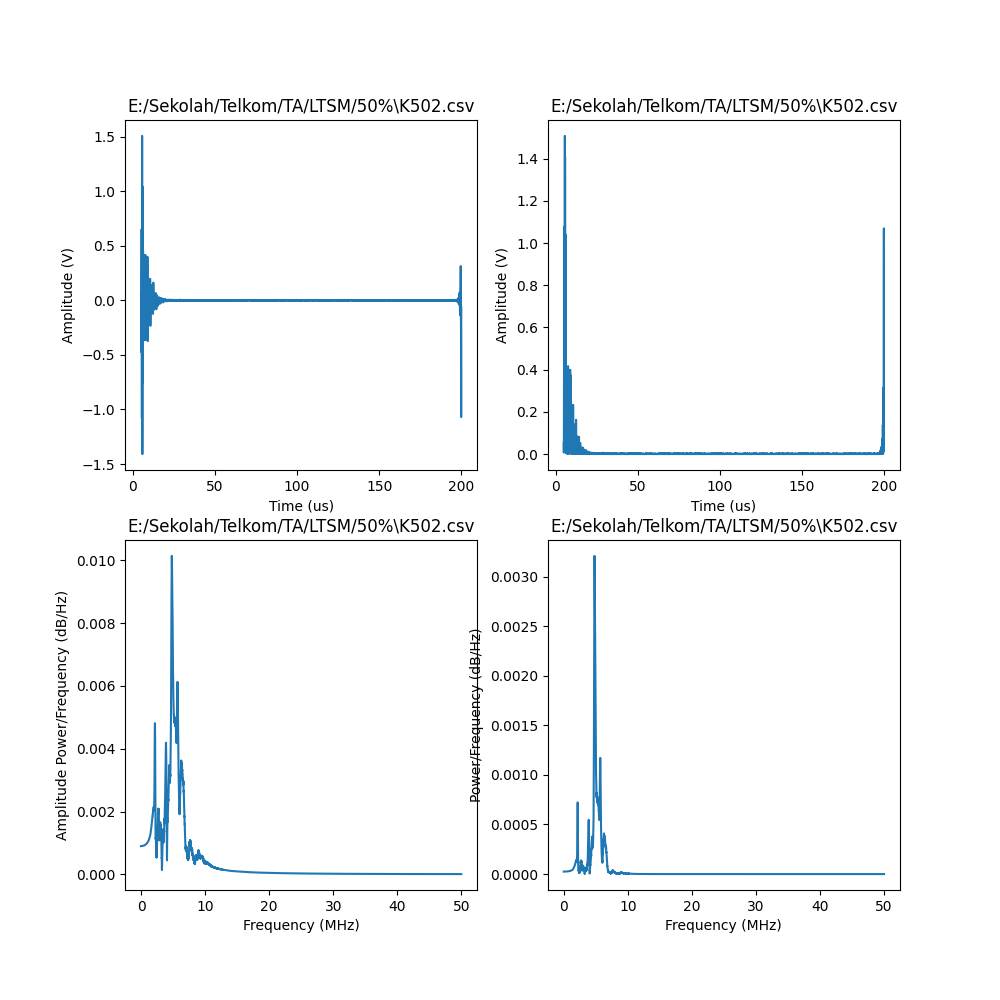 E:/Sekolah/Telkom/TA/LTSM/50%\K502.csv
1.5
1.0
0.5
0.0
−0.5
−1.0
−1.5
Amplitude (V)
0 50 100 150 200
Time (us)
E:/Sekolah/Telkom/TA/LTSM/50%\K502.csv
1.4
1.2
1.0
0.8
0.6
0.4
0.2
0.0
Amplitude (V)
0 50 100 150 200
Time (us)
E:/Sekolah/Telkom/TA/LTSM/50%\K502.csv
0.010
0.008
0.006
0.004
0.002
0.000
Amplitude Power/Frequency (dB/Hz)
0 10 20 30 40 50
Frequency (MHz)
E:/Sekolah/Telkom/TA/LTSM/50%\K502.csv
0.0030
0.0025
0.0020
0.0015
0.0010
0.0005
0.0000
Power/Frequency (dB/Hz)
0 10 20 30 40 50
Frequency (MHz)